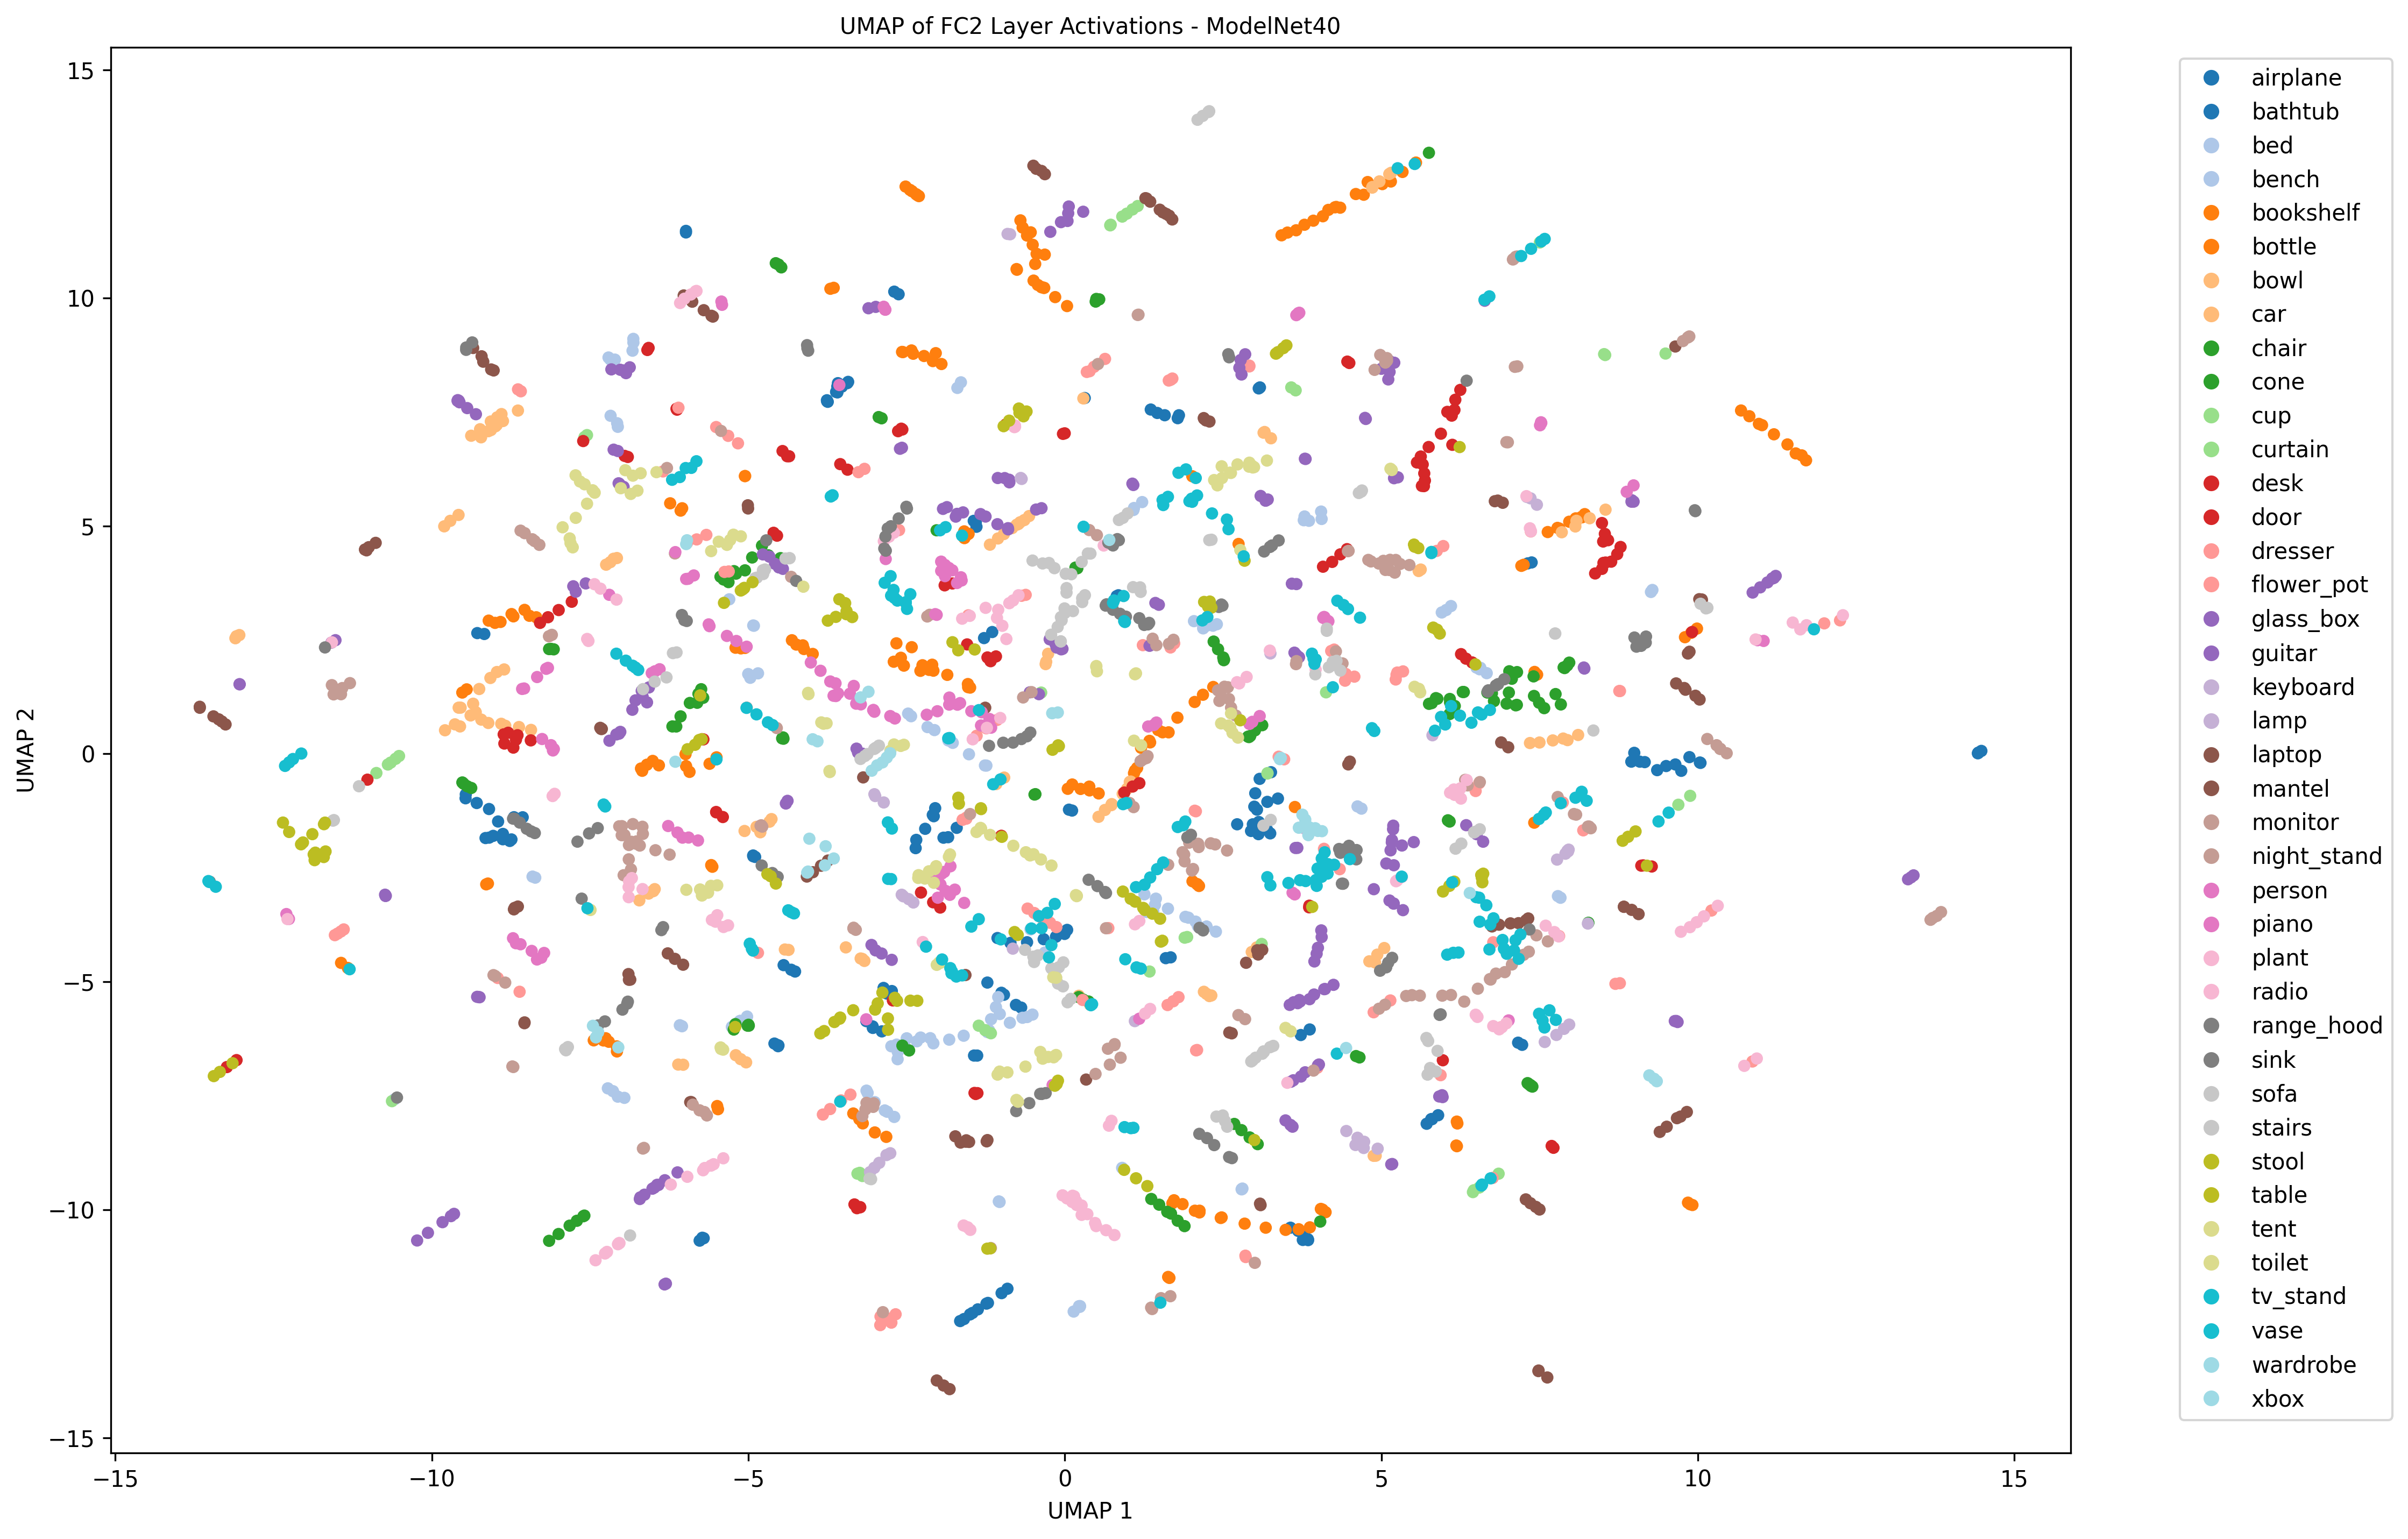 UMAP of FC2 Layer Activations - ModelNet40
15
10
5
0
−5
−10
−15
UMAP 2
−15
−10
−5
0
5
10
15
UMAP 1
airplane
bathtub
bed
bench
bookshelf
bottle
bowl
car
chair
cone
cup
curtain
desk
door
dresser
flower_pot
glass_box
guitar
keyboard
lamp
laptop
mantel
monitor
night_stand
person
piano
plant
radio
range_hood
sink
sofa
stairs
stool
table
tent
toilet
tv_stand
vase
wardrobe
xbox